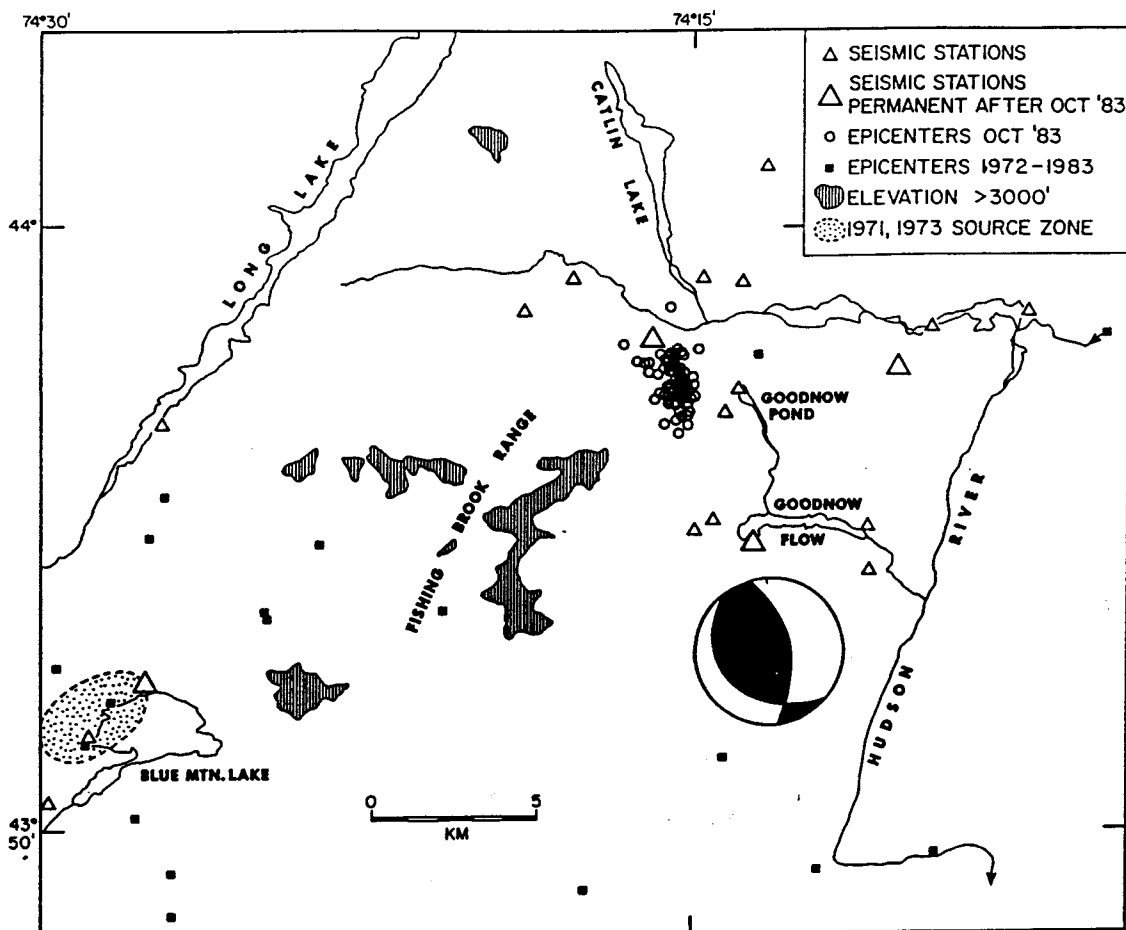 74°30'
74°15'
△ SEISMIC STATIONS
SEISMIC STATIONS
△ PERMANENT AFTER OCT '83
○ EPICENTERS OCT '83
■ EPICENTERS 1972-1983
ELEVATION >3000'
1971, 1973 SOURCE ZONE
CATLIN LAKE
LONG LAKE
44°
GOODNOW
POND
FISHING BROOK RANGE
GOODNOW
FLOW
HUDSON RIVER
BLUE MTN. LAKE
0 5
KM
43°
50'